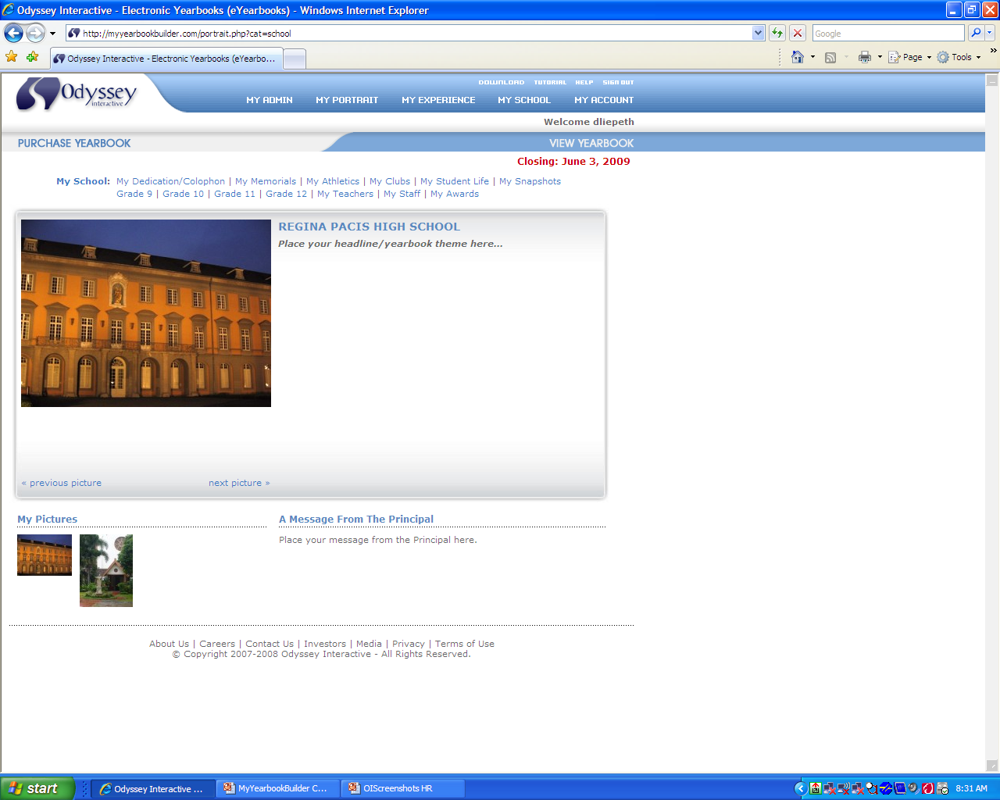 Odyssey Interactive - Electronic Yearbooks (eYearbooks) - Windows Internet Explorer
http://myyearbookbuilder.com/portrait.php?cat=school
Google
Odyssey Interactive - Electronic Yearbooks (eYearbo...
Page
Tools
Odyssey
interactive
DOWNLOAD TUTORIAL HELP SIGN OUT
MY ADMIN MY PORTRAIT MY EXPERIENCE MY SCHOOL MY ACCOUNT
Welcome dliepeth
PURCHASE YEARBOOK
VIEW YEARBOOK
Closing: June 3, 2009
My School: My Dedication/Colophon | My Memorials | My Athletics | My Clubs | My Student Life | My Snapshots
Grade 9 | Grade 10 | Grade 11 | Grade 12 | My Teachers | My Staff | My Awards
REGINA PACIS HIGH SCHOOL
Place your headline/yearbook theme here...
« previous picture next picture »
My Pictures
A Message From The Principal
Place your message from the Principal here.
About Us | Careers | Contact Us | Investors | Media | Privacy | Terms of Use
© Copyright 2007-2008 Odyssey Interactive - All Rights Reserved.
start
Odyssey Interactive ...
MyYearbookBuilder C...
OIScreenshots HR
8:31 AM